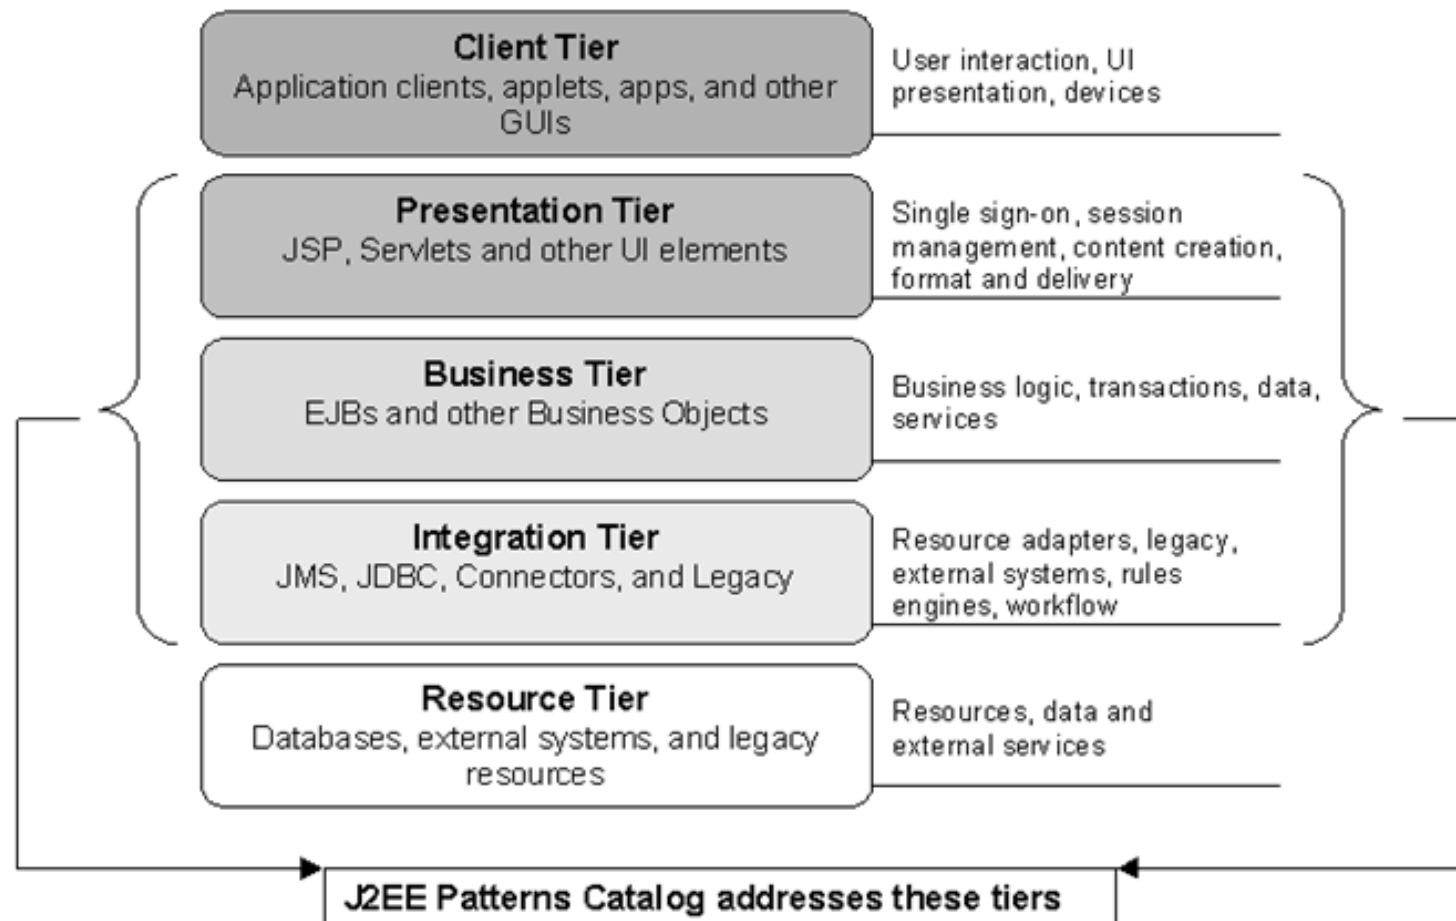 Client Tier
Application clients, applets, apps, and other
GUIs
User interaction, UI
presentation, devices
Presentation Tier
JSP, Servlets and other UI elements
Single sign-on, session
management, content creation,
format and delivery
Business Tier
EJBs and other Business Objects
Business logic, transactions, data,
services
Integration Tier
JMS, JDBC, Connectors, and Legacy
Resource adapters, legacy,
external systems, rules
engines, workflow
Resource Tier
Databases, external systems, and legacy
resources
Resources, data and
external services
J2EE Patterns Catalog addresses these tiers